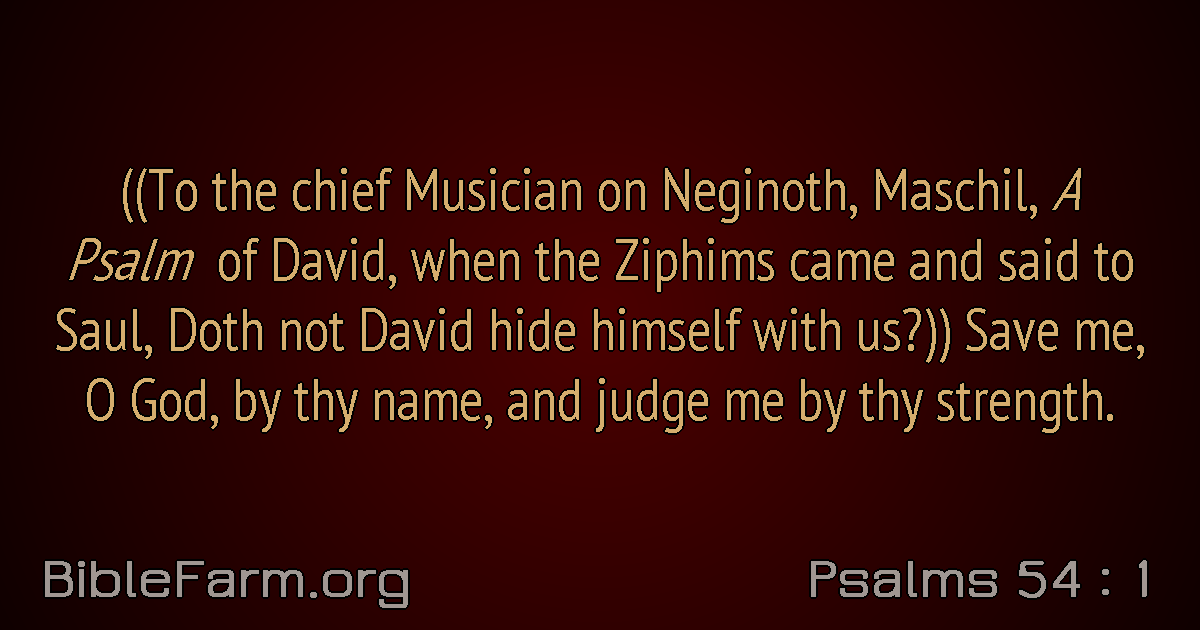 ((To the chief Musician on Neginoth, Maschil, A
Psalm of David, when the Ziphims came and said to
Saul, Doth not David hide himself with us?)) Save me,
O God, by thy name, and judge me by thy strength.
BibleFarm.org
Psalms 54 : 1